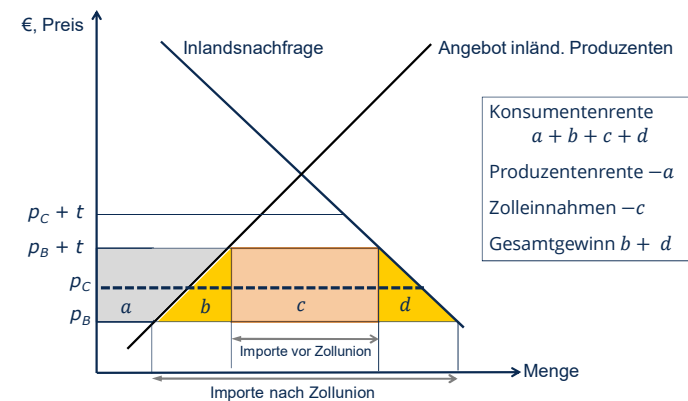 €, Preis
Inlandsnachfrage
Angebot inländ. Produzenten
Konsumentenrente
a + b + c + d
Produzentenrente −a
Zolleinnahmen −c
Gesamtgewinn b + d
p_C + t
p_B + t
p_C
p_B
a
b
c
d
Importe vor Zollunion
Menge
Importe nach Zollunion